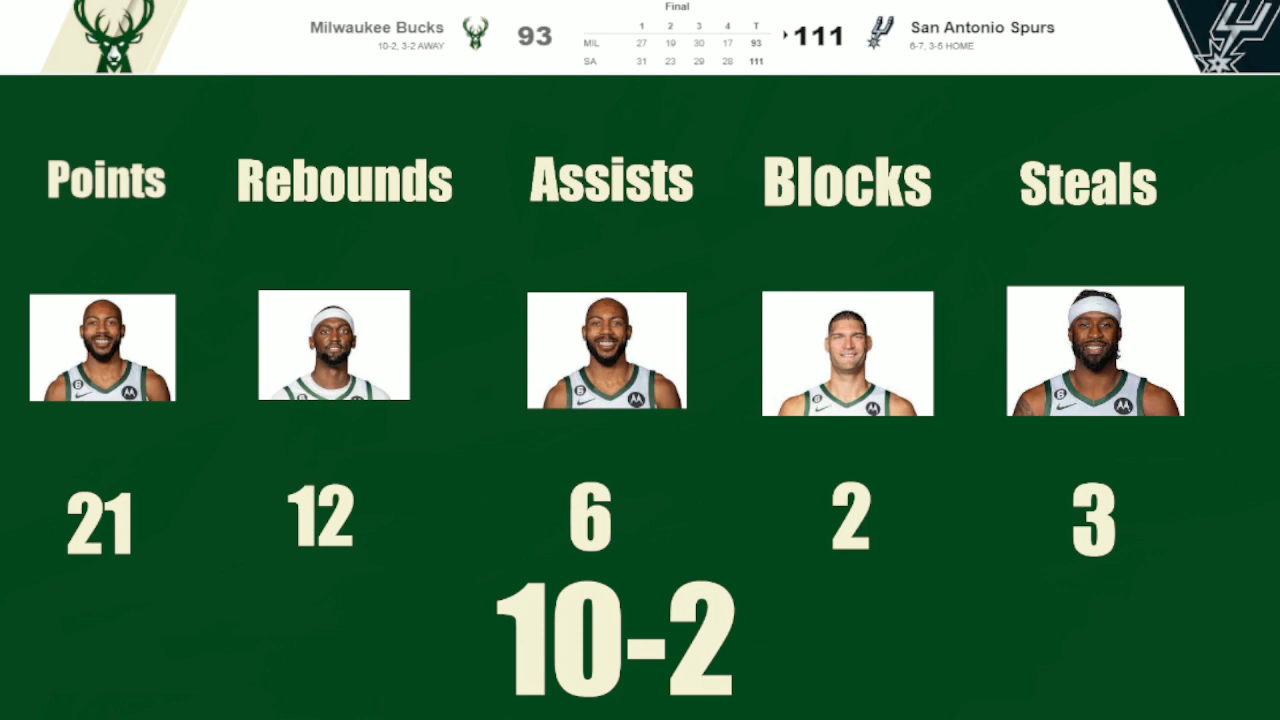 Final
Milwaukee Bucks
10-2, 3-2 AWAY
93
1 2 3 4 T
MIL 27 19 30 17 93
SA 31 23 29 28 111
111
San Antonio Spurs
6-7, 3-5 HOME
Points Rebounds Assists Blocks Steals
21 12 6 2 3
10-2